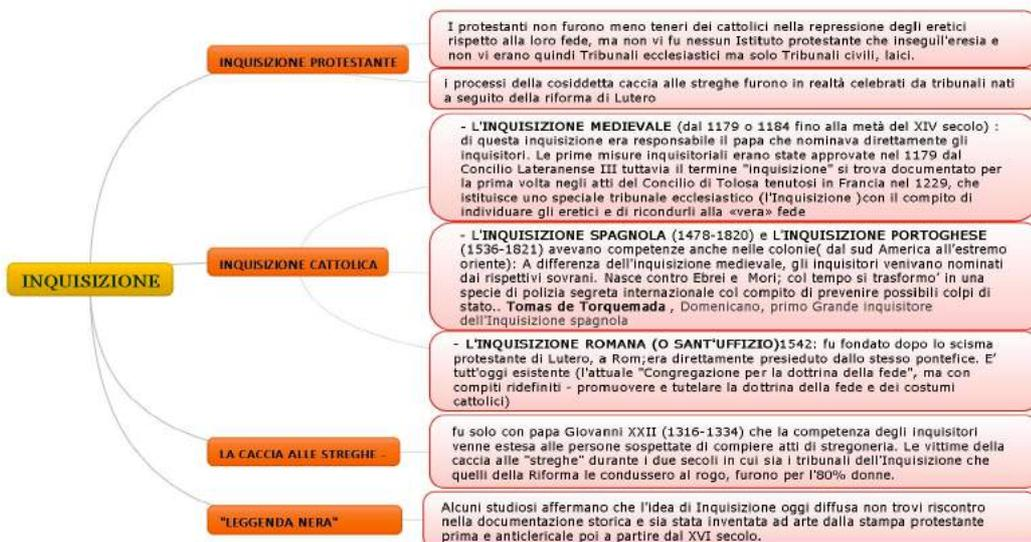 I protestanti non furono meno teneri dei cattolici nella repressione degli eretici
rispetto alla loro fede, ma non vi fu nessun Istituto protestante che inseguìl'eresia e
non vi erano quindi Tribunali ecclesiastici ma solo Tribunali civili, laici.
INQUISIZIONE PROTESTANTE
i processi della cosiddetta caccia alle streghe furono in realtà celebrati da tribunali nati
a seguito della riforma di Lutero
- L'INQUISIZIONE MEDIEVALE (dal 1179 o 1184 fino alla metà del XIV secolo) :
di questa inquisizione era responsabile il papa che nominava direttamente gli
inquisitori. Le prime misure inquisitoriali erano state approvate nel 1179 dal
Concilio Lateranense III tuttavia il termine "inquisizione" si trova documentato per
la prima volta negli atti del Concilio di Tolosa tenutosi in Francia nel 1229, che
istituisce uno speciale tribunale ecclesiastico (l'Inquisizione )con il compito di
individuare gli eretici e di ricondurli alla «vera» fede
INQUISIZIONE
INQUISIZIONE CATTOLICA
- L'INQUISIZIONE SPAGNOLA (1478-1820) e L'INQUISIZIONE PORTOGHESE
(1536-1821) avevano competenze anche nelle colonie( dal sud America all'estremo
oriente): A differenza dell'inquisizione medievale, gli inquisitori venivano nominati
dai rispettivi sovrani. Nasce contro Ebrei e Mori; col tempo si trasformo' in una
specie di polizia segreta internazionale col compito di prevenire possibili colpi di
stato.. Tomas de Torquemada , Domenicano, primo Grande inquisitore
dell'Inquisizione spagnola
- L'INQUISIZIONE ROMANA (O SANT'UFFIZIO)1542: fu fondato dopo lo scisma
protestante di Lutero, a Rom;era direttamente presieduto dallo stesso pontefice. E'
tutt'oggi esistente (l'attuale "Congregazione per la dottrina della fede", ma con
compiti ridefiniti - promuovere e tutelare la dottrina della fede e dei costumi
cattolici)
LA CACCIA ALLE STREGHE -
fu solo con papa Giovanni XXII (1316-1334) che la competenza degli inquisitori
venne estesa alle persone sospettate di compiere atti di stregoneria. Le vittime della
caccia alle "streghe" durante i due secoli in cui sia i tribunali dell'Inquisizione che
quelli della Riforma le condussero al rogo, furono per l'80% donne.
"LEGGENDA NERA"
Alcuni studiosi affermano che l'idea di Inquisizione oggi diffusa non trovi riscontro
nella documentazione storica e sia stata inventata ad arte dalla stampa protestante
prima e anticlericale poi a partire dal XVI secolo.